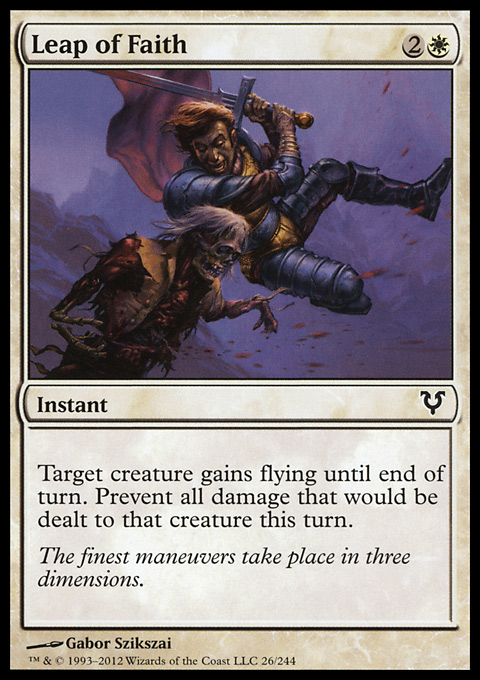 Leap of Faith 2
Instant
Target creature gains flying until end of
turn. Prevent all damage that would be
dealt to that creature this turn.
The finest maneuvers take place in three
dimensions.
Gabor Szikszai
™ & © 1993–2012 Wizards of the Coast LLC 26/244